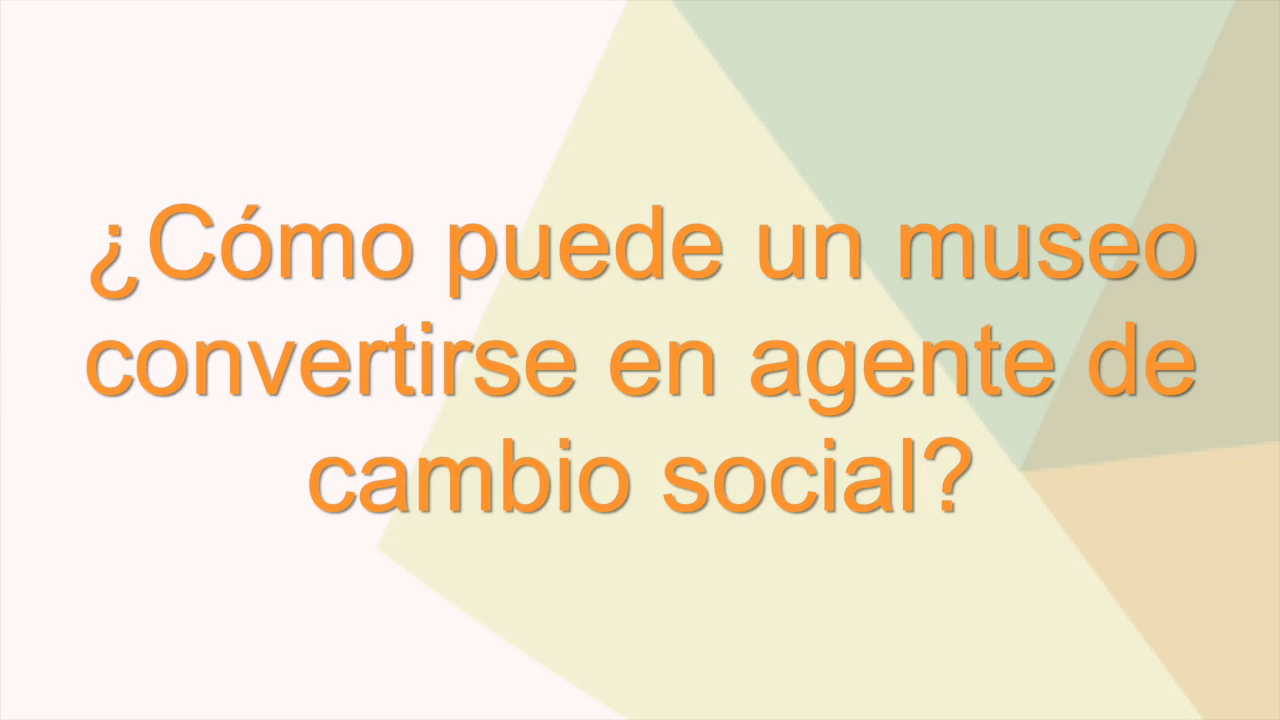 ¿Cómo puede un museo
convertirse en agente de
cambio social?